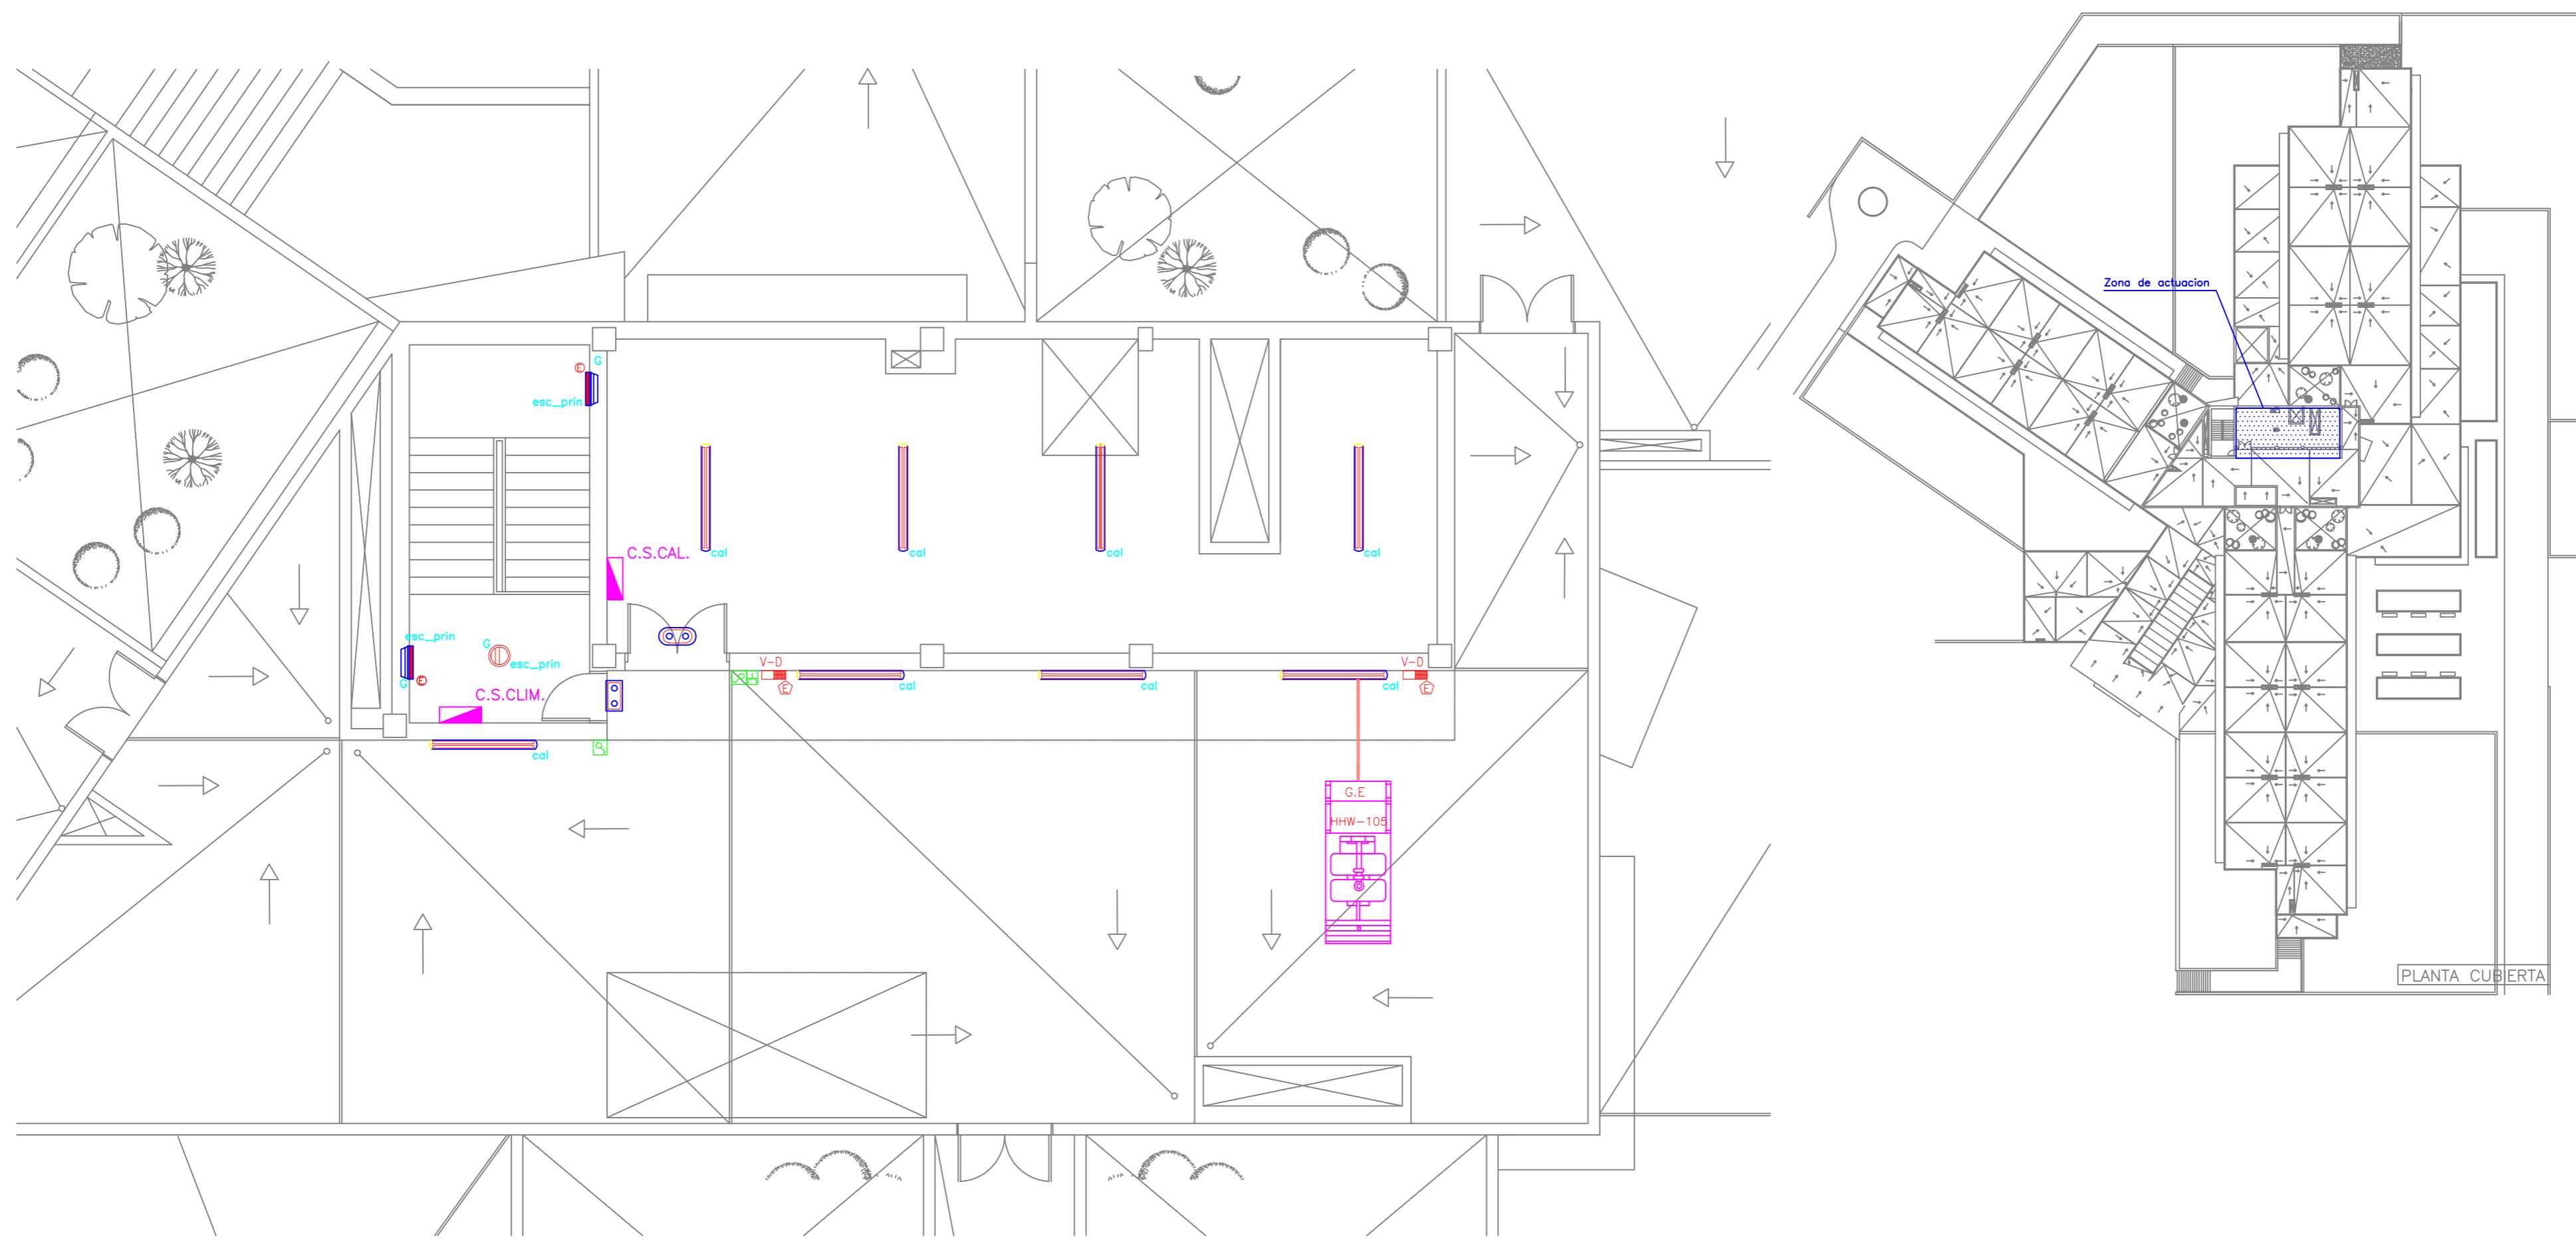 Zona de actuacion
E
G
esc_prin
cal
cal
cal
cal
C.S.CAL.
esc_prin
G
esc_prin
G
E
C.S.CLIM.
V-D
E
V-D
E
cal
cal
cal
cal
G.E
HHW-105
PLANTA CUBIERTA